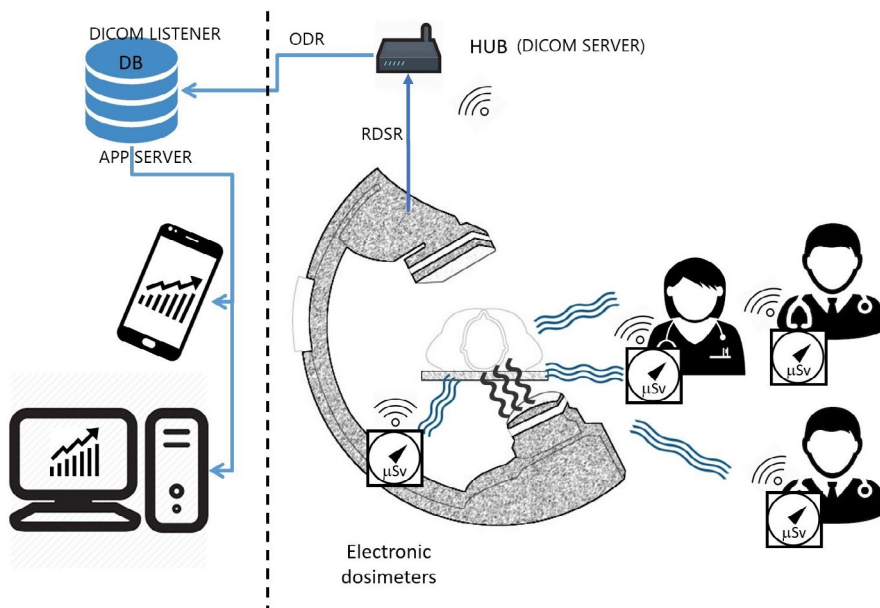 DICOM LISTENER
DB
APP SERVER
ODR
HUB (DICOM SERVER)
RDSR
μSv
μSv
μSv
μSv
Electronic
dosimeters